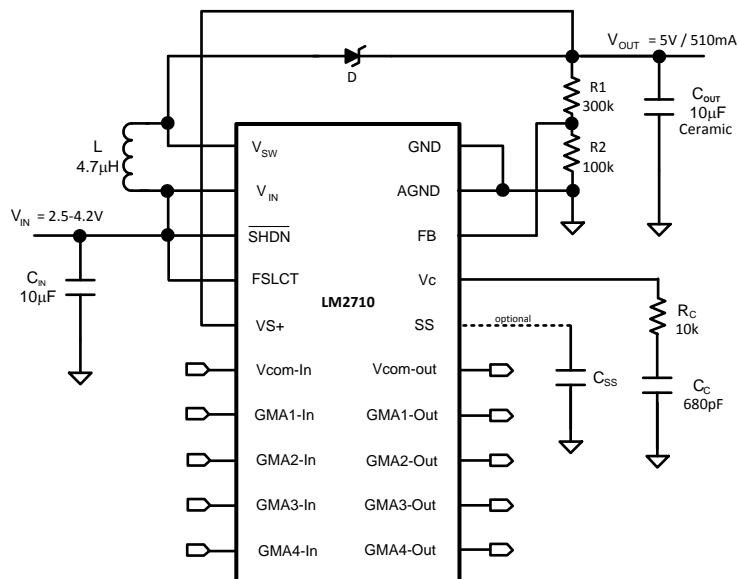 V_OUT = 5V / 510mA
D
R1
300k
C_OUT
10µF
Ceramic
L
4.7µH
V_SW
GND
R2
100k
V_IN
AGND
V_IN = 2.5-4.2V
SHDN
FB
C_IN
10µF
FSLCT
Vc
LM2710
VS+
SS
optional
R_C
10k
Vcom-In
Vcom-out
C_SS
C_C
680pF
GMA1-In
GMA1-Out
GMA2-In
GMA2-Out
GMA3-In
GMA3-Out
GMA4-In
GMA4-Out